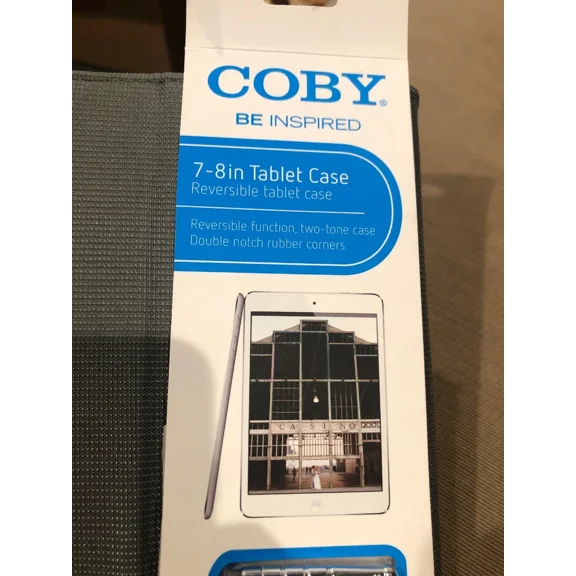 COBY®
BE INSPIRED
7-8in Tablet Case
Reversible tablet case
Reversible function, two-tone case
Double notch rubber corners
CASINO